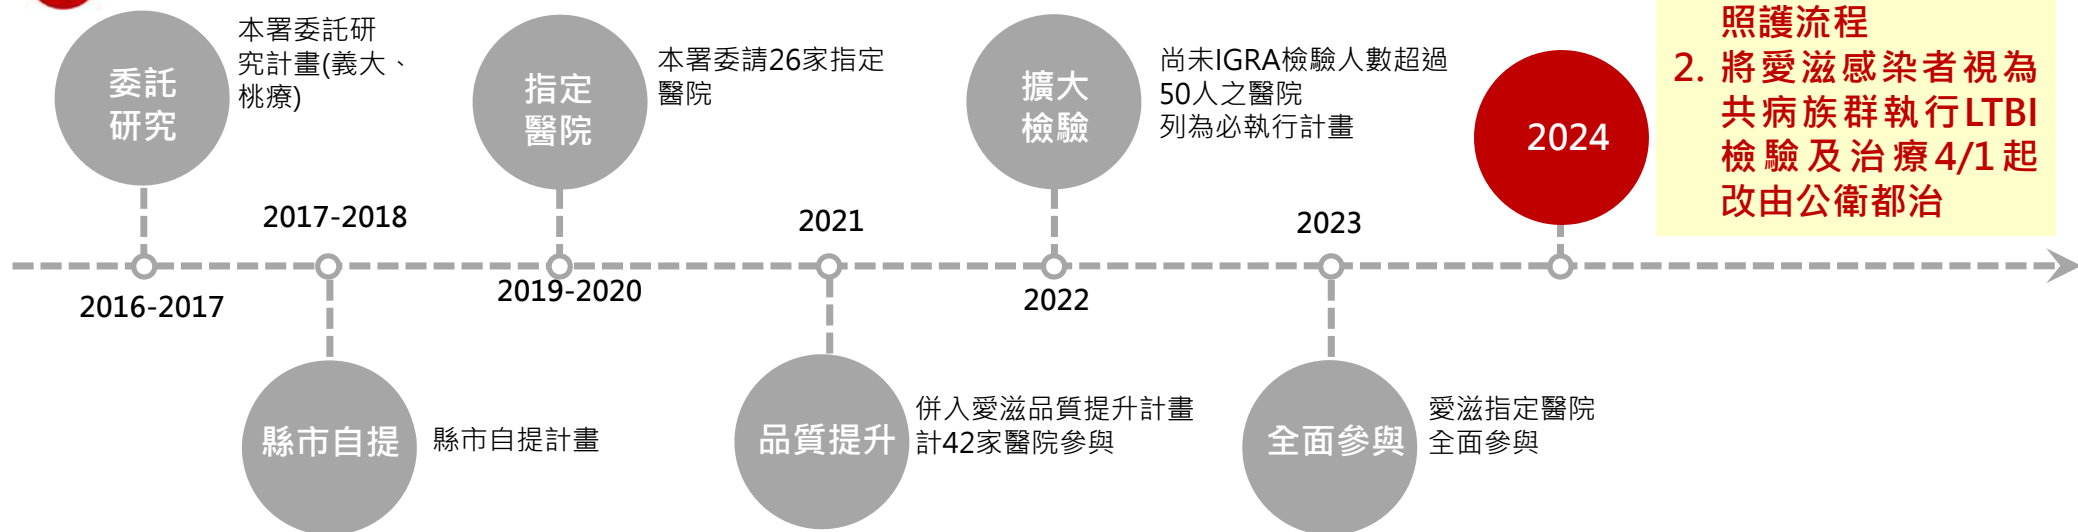 委託
研究
本署委託研
究計畫(義大、
桃療)
2016-2017
2017-2018
縣市自提
縣市自提計畫
指定
醫院
本署委請26家指定
醫院
2019-2020
2021
品質提升
併入愛滋品質提升計畫
計42家醫院參與
擴大
檢驗
尚未IGRA檢驗人數超過
50人之醫院
列為必執行計畫
2022
2023
全面參與
愛滋指定醫院
全面參與
2024
照護流程
2. 將愛滋感染者視為
共病族群執行LTBI
檢驗及治療4/1起
改由公衛都治